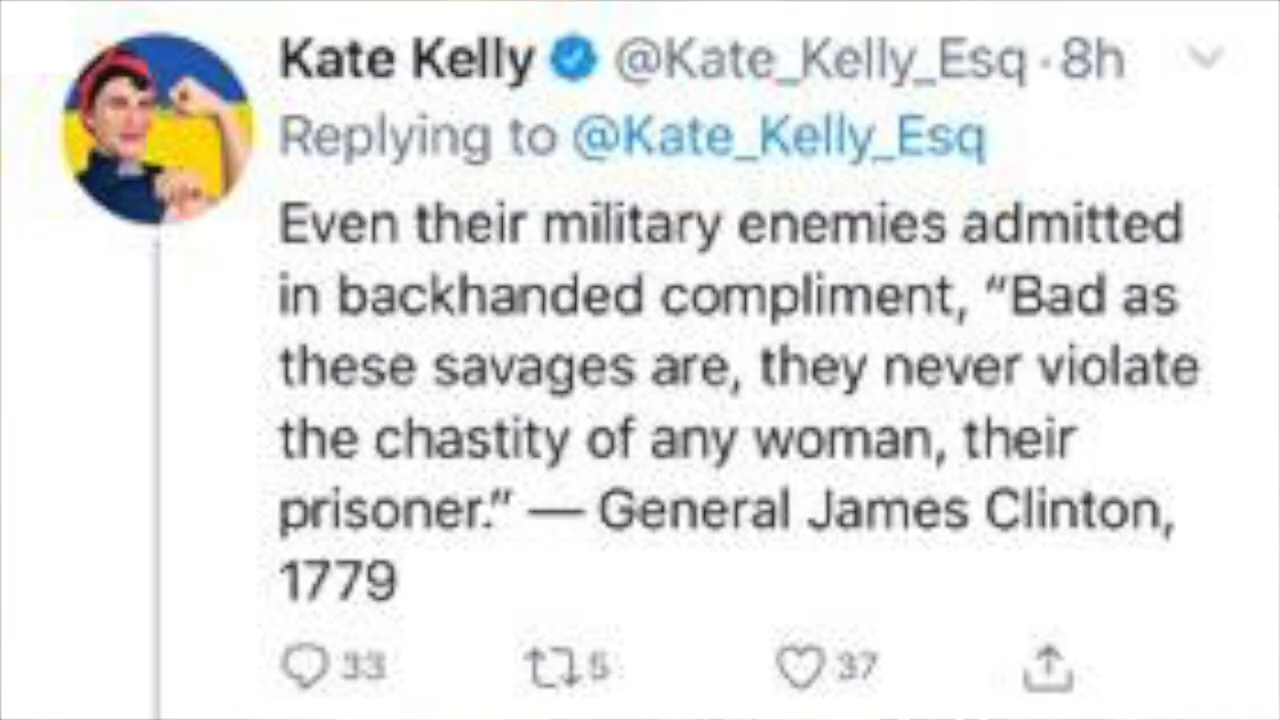 Kate Kelly @Kate_Kelly_Esq · 8h
Replying to @Kate_Kelly_Esq
Even their military enemies admitted
in backhanded compliment, “Bad as
these savages are, they never violate
the chastity of any woman, their
prisoner.” — General James Clinton,
1779
33 5 37